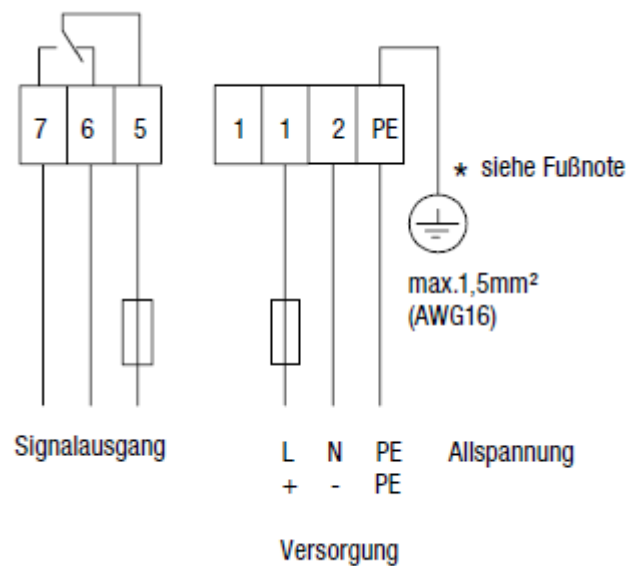 7 6 5 1 1 2 PE
* siehe Fußnote
max.1,5mm²
(AWG16)
Signalausgang L N PE Allspannung
+ - PE
Versorgung